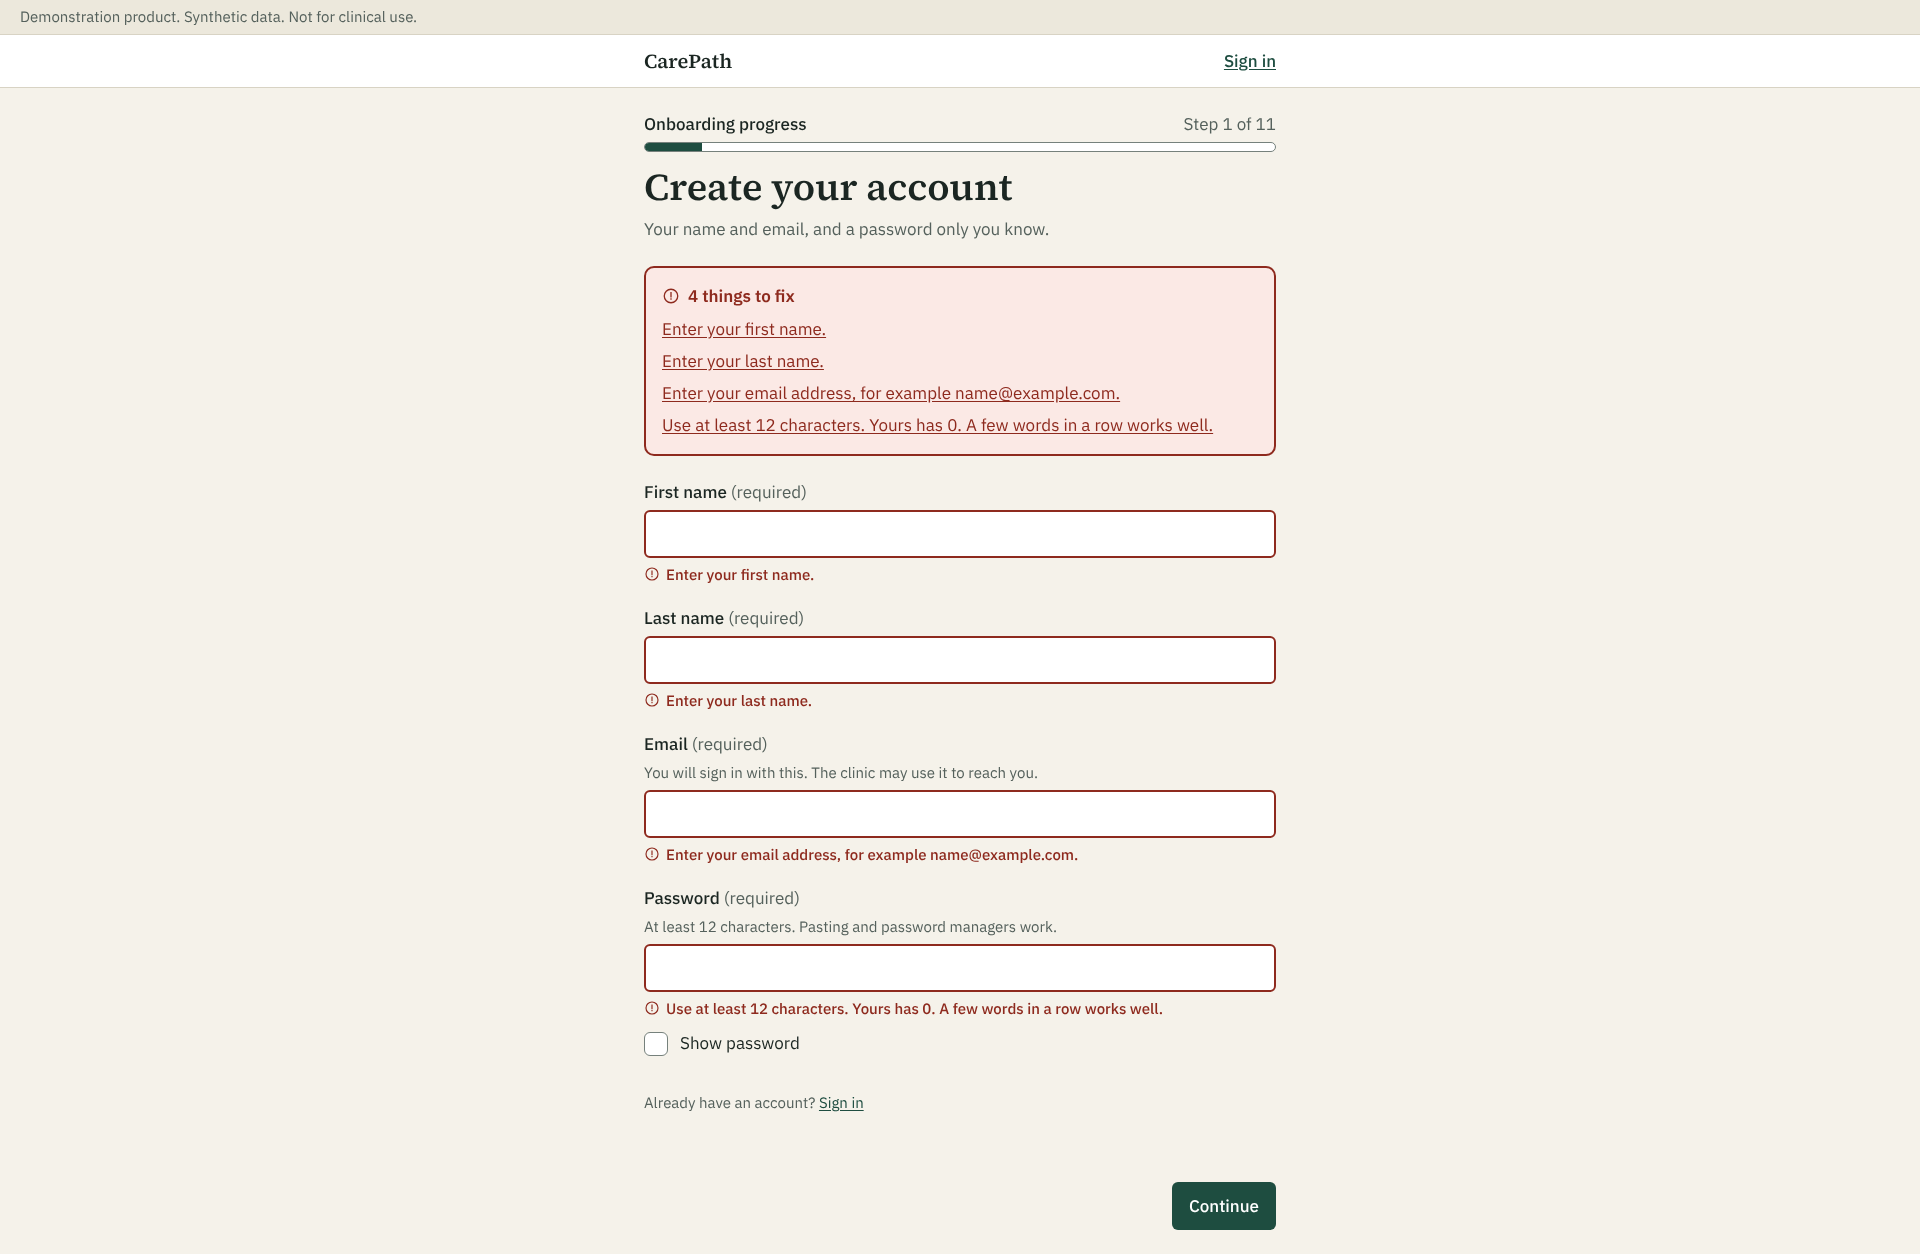 Demonstration product. Synthetic data. Not for clinical use.
CarePath
Sign in
Onboarding progress
Step 1 of 11
Create your account
Your name and email, and a password only you know.
4 things to fix
Enter your first name.
Enter your last name.
Enter your email address, for example name@example.com.
Use at least 12 characters. Yours has 0. A few words in a row works well.
First name (required)
Enter your first name.
Last name (required)
Enter your last name.
Email (required)
You will sign in with this. The clinic may use it to reach you.
Enter your email address, for example name@example.com.
Password (required)
At least 12 characters. Pasting and password managers work.
Use at least 12 characters. Yours has 0. A few words in a row works well.
Show password
Already have an account? Sign in
Continue